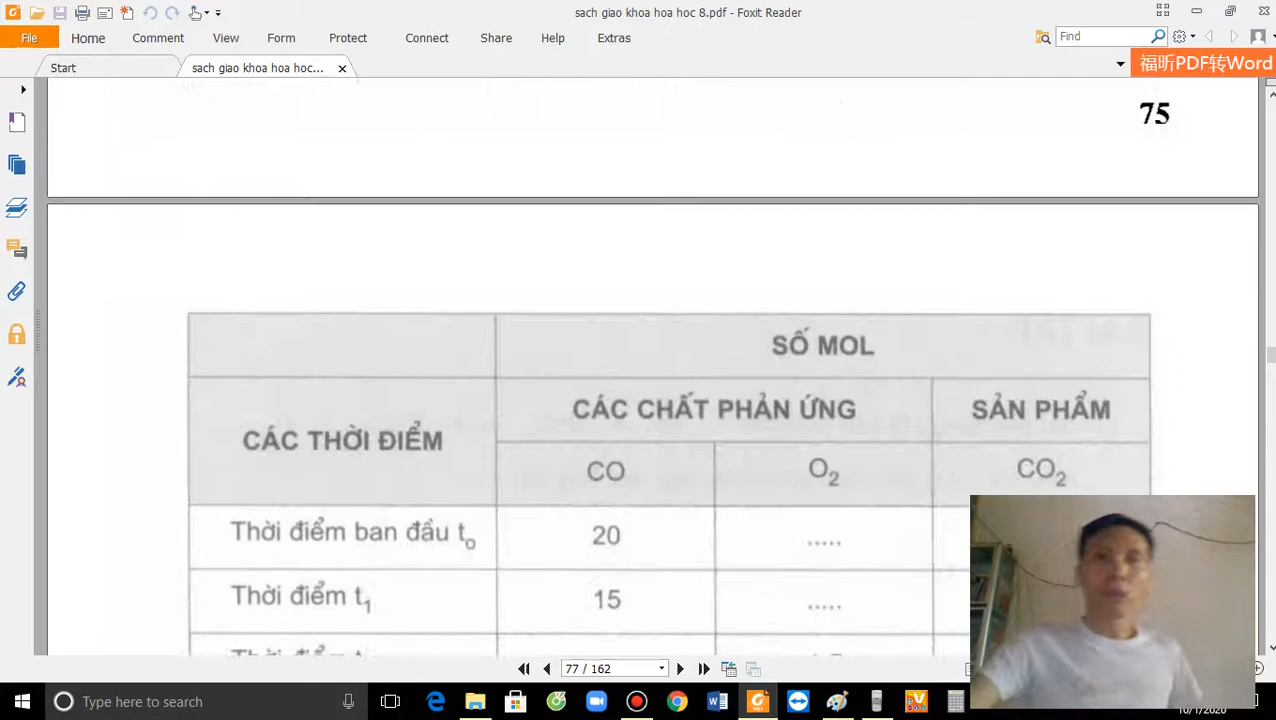 sach giao khoa hoa hoc 8.pdf - Foxit Reader
File Home Comment View Form Protect Connect Share Help Extras
Find
Start
sach giao khoa hoa hoc...
福昕PDF转Word
75
SỐ MOL
CÁC THỜI ĐIỂM
CÁC CHẤT PHẢN ỨNG
SẢN PHẨM
CO
O₂
CO₂
Thời điểm ban đầu t₀
20
.....
Thời điểm t₁
15
.....
77 / 162
Type here to search
10/1/2020